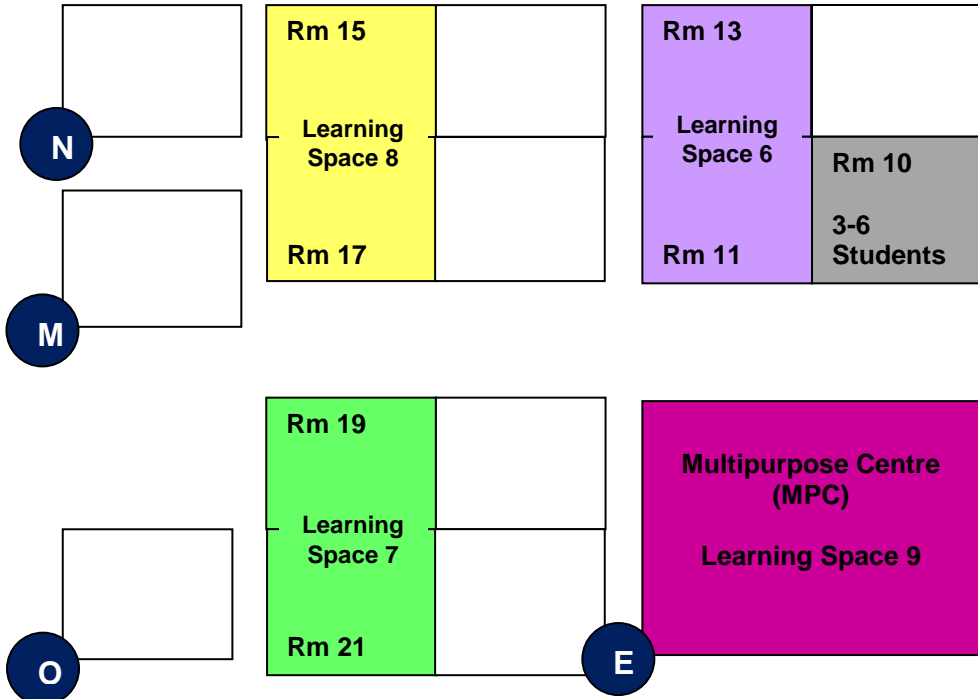 Rm 15
Learning
Space 8
Rm 17
Rm 13
Learning
Space 6
Rm 11
Rm 10
3-6
Students
N
M
Rm 19
Learning
Space 7
Rm 21
Multipurpose Centre
(MPC)
Learning Space 9
O
E